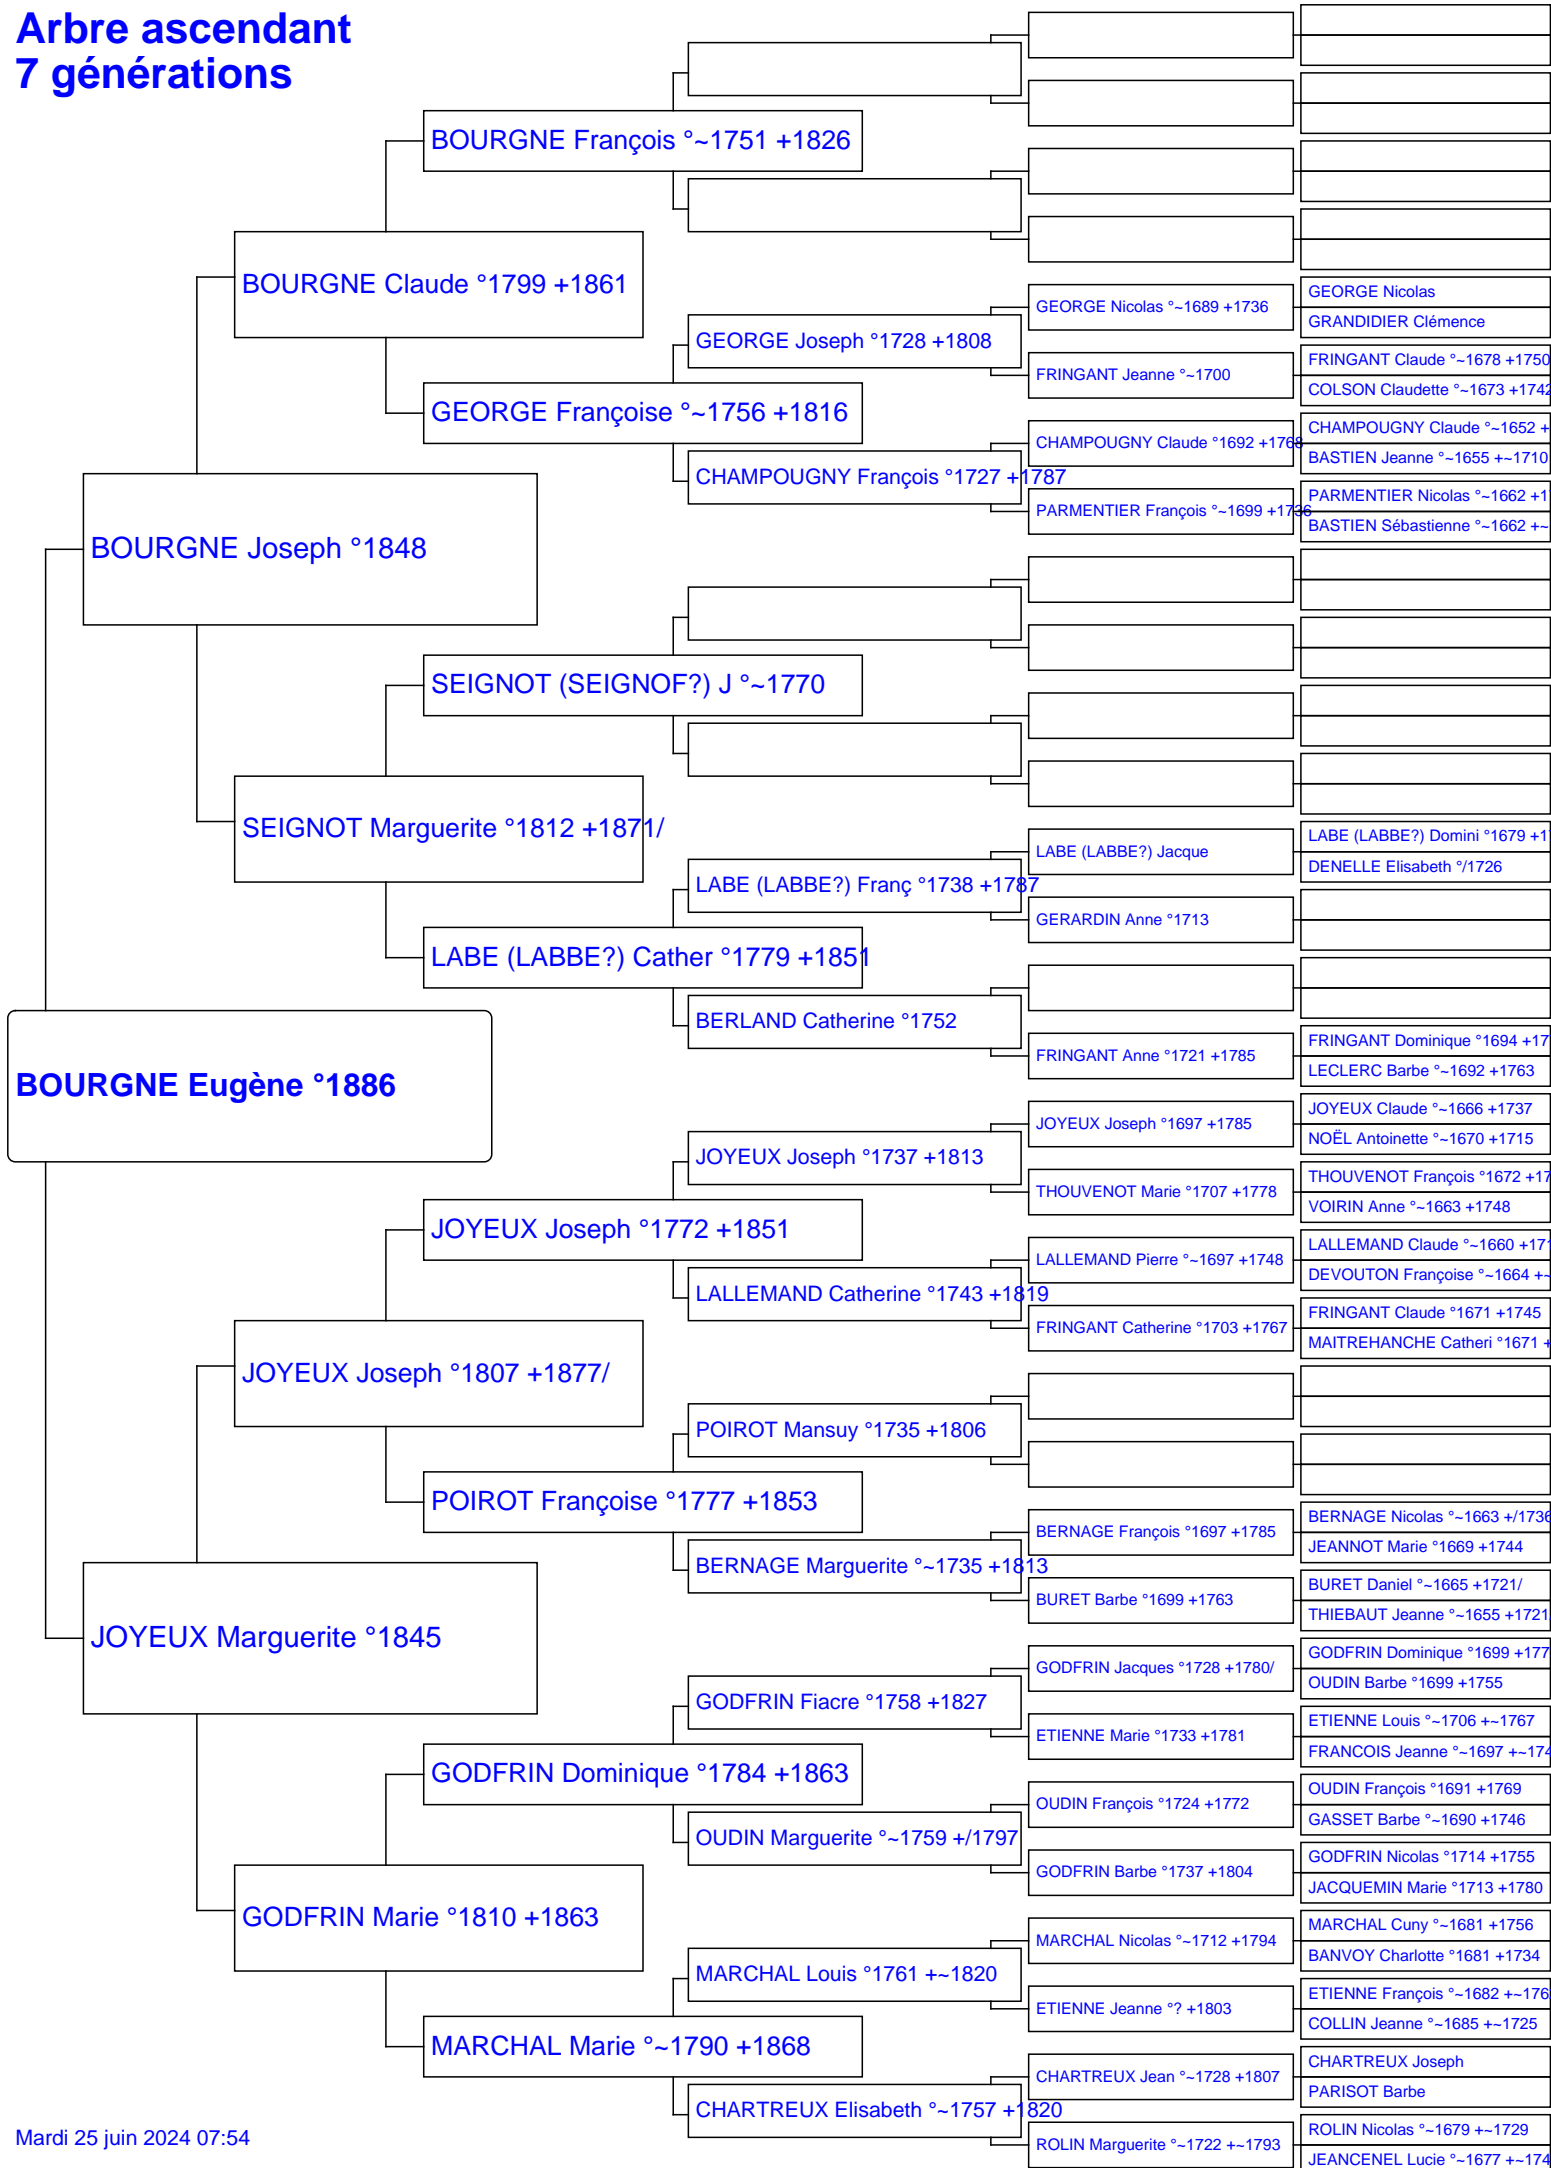 Arbre ascendant
7 générations
BOURGNE François °~1751 +1826
BOURGNE Claude °1799 +1861
GEORGE Nicolas °~1689 +1736
GEORGE Nicolas
GRANDIDIER Clémence
GEORGE Joseph °1728 +1808
FRINGANT Jeanne °~1700
FRINGANT Claude °~1678 +1750
COLSON Claudette °~1673 +1742
GEORGE Françoise °~1756 +1816
CHAMPOUGNY Claude °1692 +1768
CHAMPOUGNY Claude °~1652 +
BASTIEN Jeanne °~1655 +~1710
CHAMPOUGNY François °1727 +1787
PARMENTIER François °~1699 +1736
PARMENTIER Nicolas °~1662 +1
BASTIEN Sébastienne °~1662 +~
BOURGNE Joseph °1848
SEIGNOT (SEIGNOF?) J °~1770
SEIGNOT Marguerite °1812 +1871/
LABE (LABBE?) Jacque
LABE (LABBE?) Domini °1679 +1
DENELLE Elisabeth °/1726
LABE (LABBE?) Franç °1738 +1787
GERARDIN Anne °1713
LABE (LABBE?) Cather °1779 +1851
BERLAND Catherine °1752
FRINGANT Anne °1721 +1785
FRINGANT Dominique °1694 +17
LECLERC Barbe °~1692 +1763
BOURGNE Eugène °1886
JOYEUX Joseph °1697 +1785
JOYEUX Claude °~1666 +1737
NOËL Antoinette °~1670 +1715
JOYEUX Joseph °1737 +1813
THOUVENOT Marie °1707 +1778
THOUVENOT François °1672 +17
VOIRIN Anne °~1663 +1748
JOYEUX Joseph °1772 +1851
LALLEMAND Pierre °~1697 +1748
LALLEMAND Claude °~1660 +171
DEVOUTON Françoise °~1664 +~
LALLEMAND Catherine °1743 +1819
FRINGANT Catherine °1703 +1767
FRINGANT Claude °1671 +1745
MAITREHANCHE Catheri °1671 +
JOYEUX Joseph °1807 +1877/
POIROT Mansuy °1735 +1806
POIROT Françoise °1777 +1853
BERNAGE François °1697 +1785
BERNAGE Nicolas °~1663 +/1736
JEANNOT Marie °1669 +1744
BERNAGE Marguerite °~1735 +1813
BURET Barbe °1699 +1763
BURET Daniel °~1665 +1721/
THIEBAUT Jeanne °~1655 +1721/
JOYEUX Marguerite °1845
GODFRIN Jacques °1728 +1780/
GODFRIN Dominique °1699 +177
OUDIN Barbe °1699 +1755
GODFRIN Fiacre °1758 +1827
ETIENNE Marie °1733 +1781
ETIENNE Louis °~1706 +~1767
FRANCOIS Jeanne °~1697 +~174
GODFRIN Dominique °1784 +1863
OUDIN François °1724 +1772
OUDIN François °1691 +1769
GASSET Barbe °~1690 +1746
OUDIN Marguerite °~1759 +/1797
GODFRIN Barbe °1737 +1804
GODFRIN Nicolas °1714 +1755
JACQUEMIN Marie °1713 +1780
GODFRIN Marie °1810 +1863
MARCHAL Nicolas °~1712 +1794
MARCHAL Cuny °~1681 +1756
BANVOY Charlotte °1681 +1734
MARCHAL Louis °1761 +~1820
ETIENNE Jeanne °? +1803
ETIENNE François °~1682 +~176
COLLIN Jeanne °~1685 +~1725
MARCHAL Marie °~1790 +1868
CHARTREUX Jean °~1728 +1807
CHARTREUX Joseph
PARISOT Barbe
CHARTREUX Elisabeth °~1757 +1820
ROLIN Marguerite °~1722 +~1793
ROLIN Nicolas °~1679 +~1729
JEANCENEL Lucie °~1677 +~174
Mardi 25 juin 2024 07:54